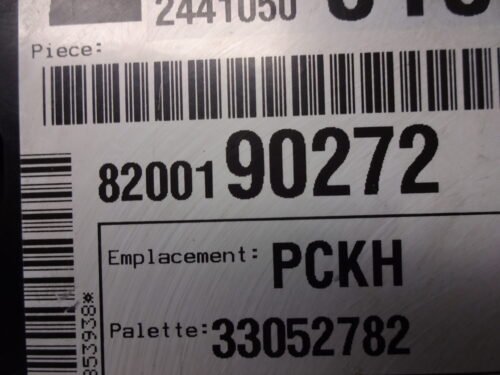 2441050
Piece:
8200190272
Emplacement: PCKH
Palette: 33052782
853938*